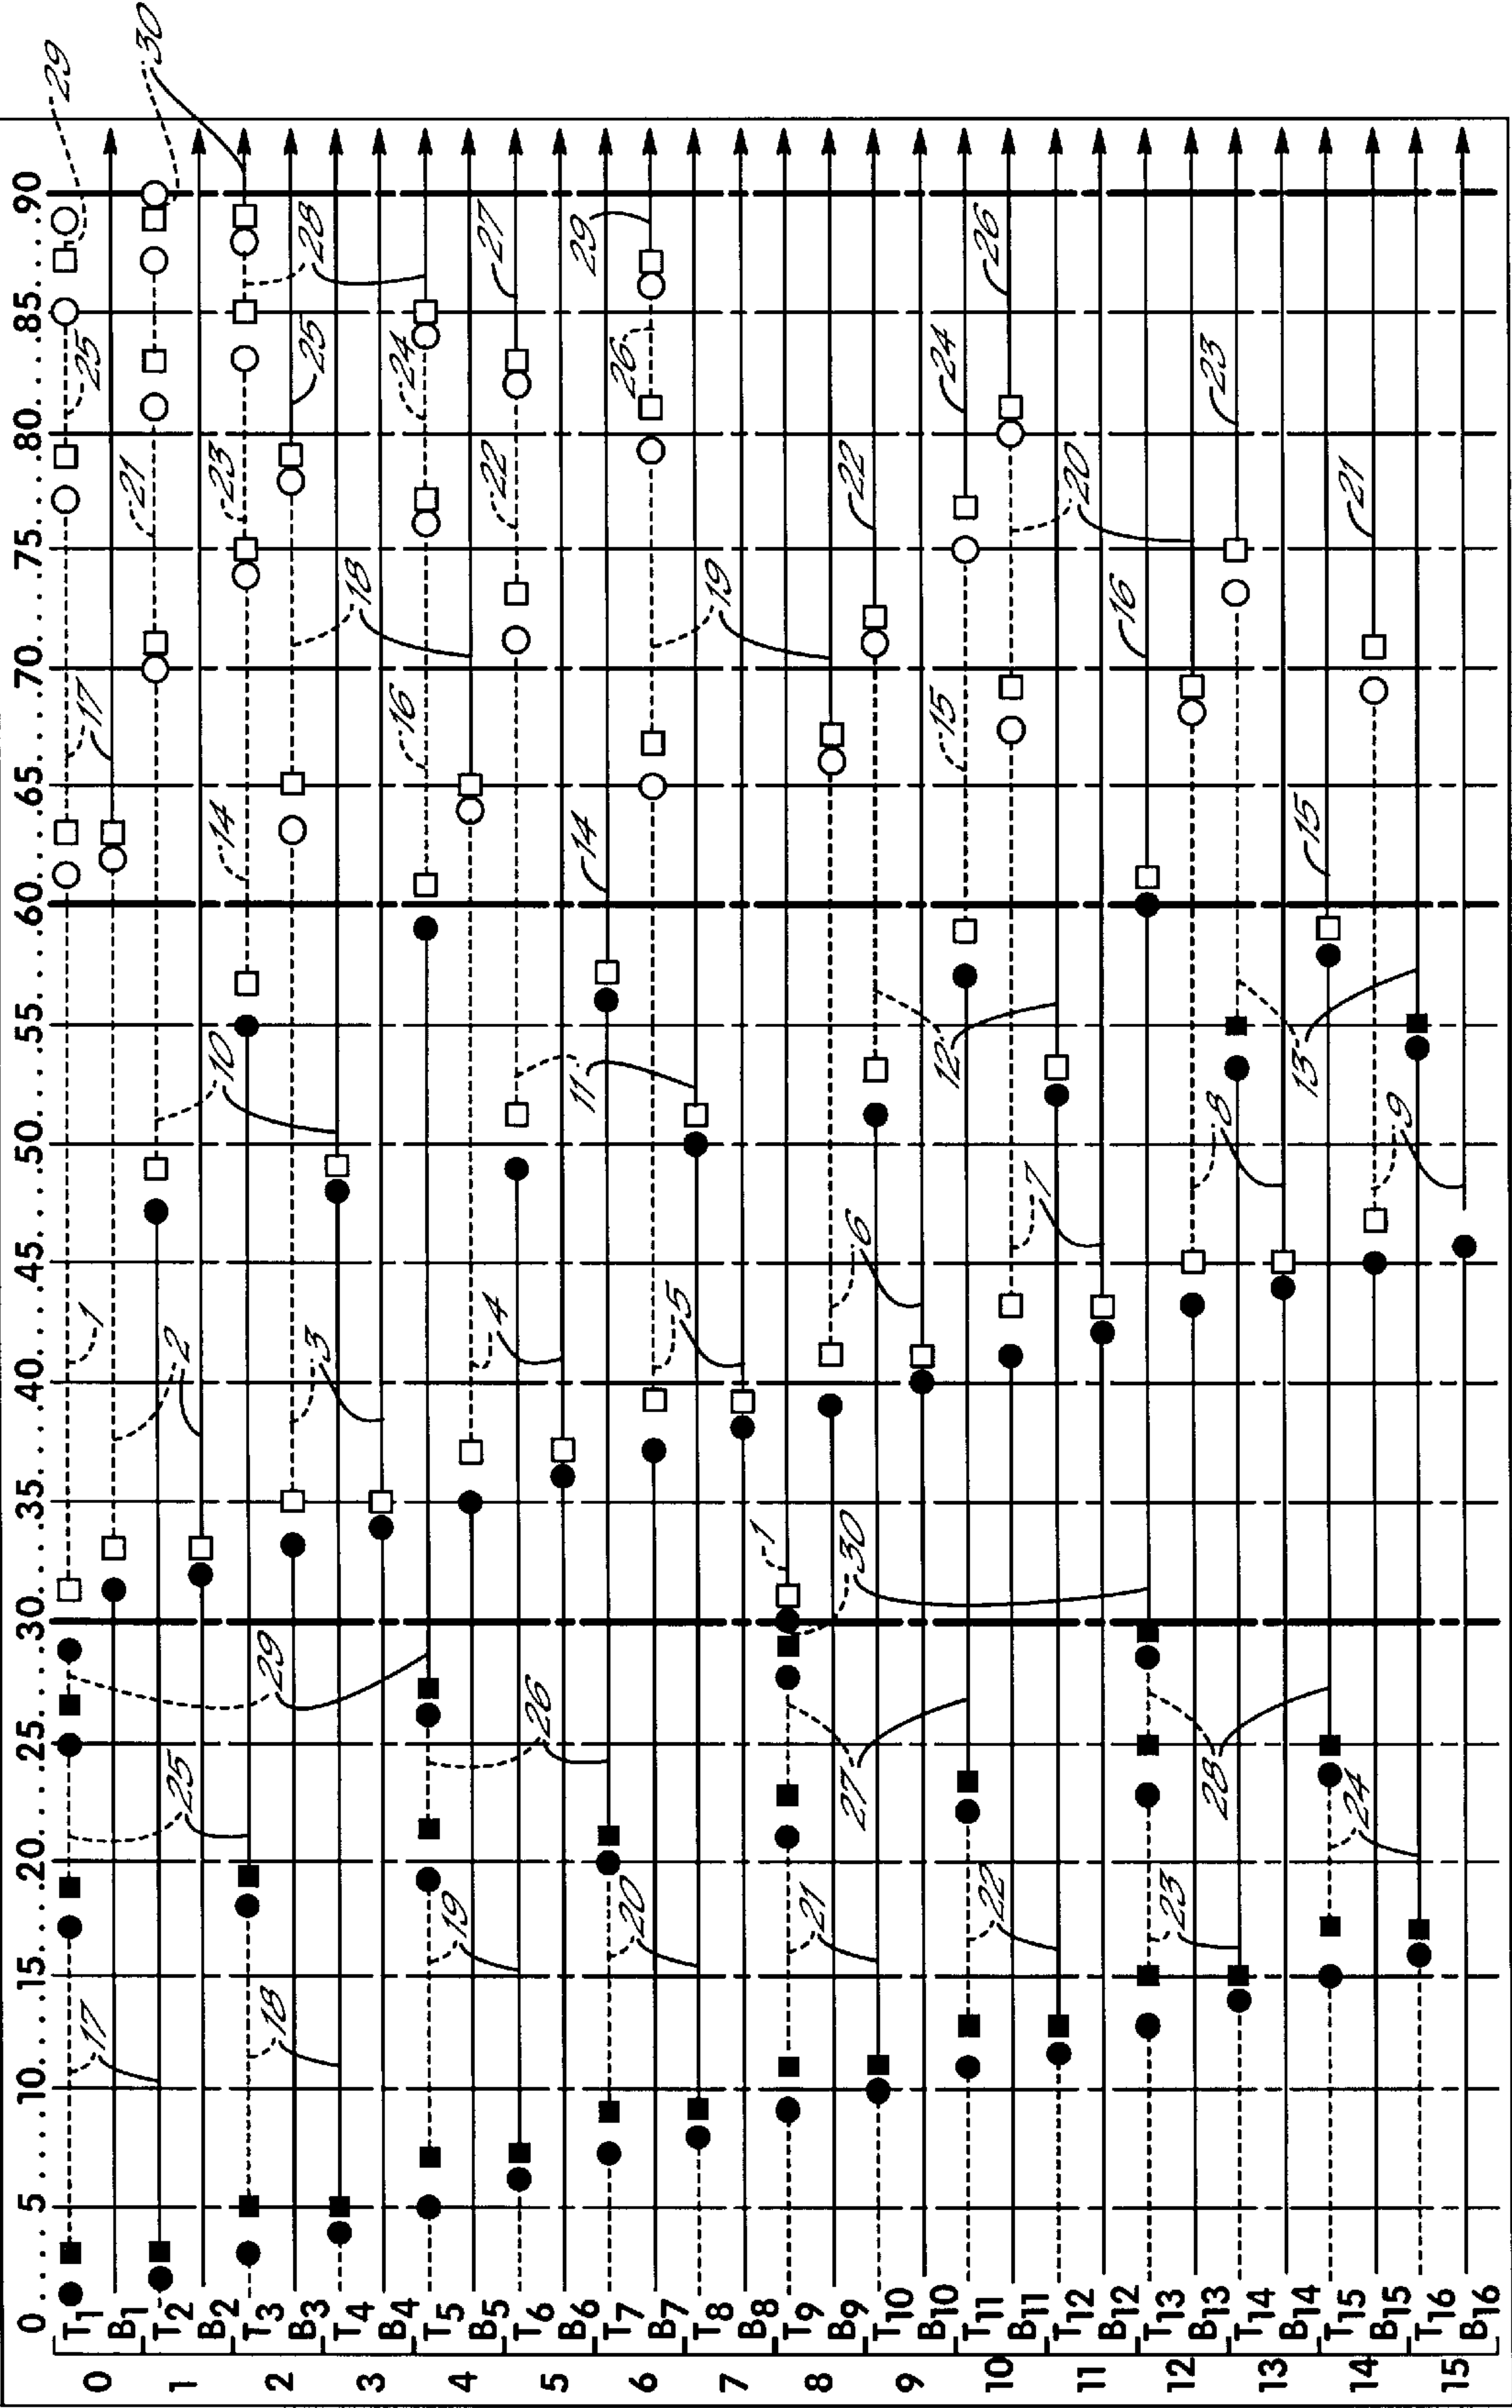 0....5....10....15....20....25....30....35....40....45....50....55....60....65....70....75....80....85....90
29
0 T1
17 1 17 25
B1
21 30
1 T2
25 2
B2
10 14 23
2 T3
18 29
B3
3 25 28
3 T4
18
B4
16 24
4 T5
19
B5
4 22 27
5 T6
26
B6
11 14 29
6 T7
20 26
B7
5
7 T8
19
B8
1
8 T9
21
B9
27 30 6 22
9 T10
B10
12 15 24
10 T11
22 26
B11
7
11 T12
20
B12
16
12 T13
23
B13
28 8 23
13 T14
B14
13 15
14 T15
24 21
B15
9
15 T16
B16